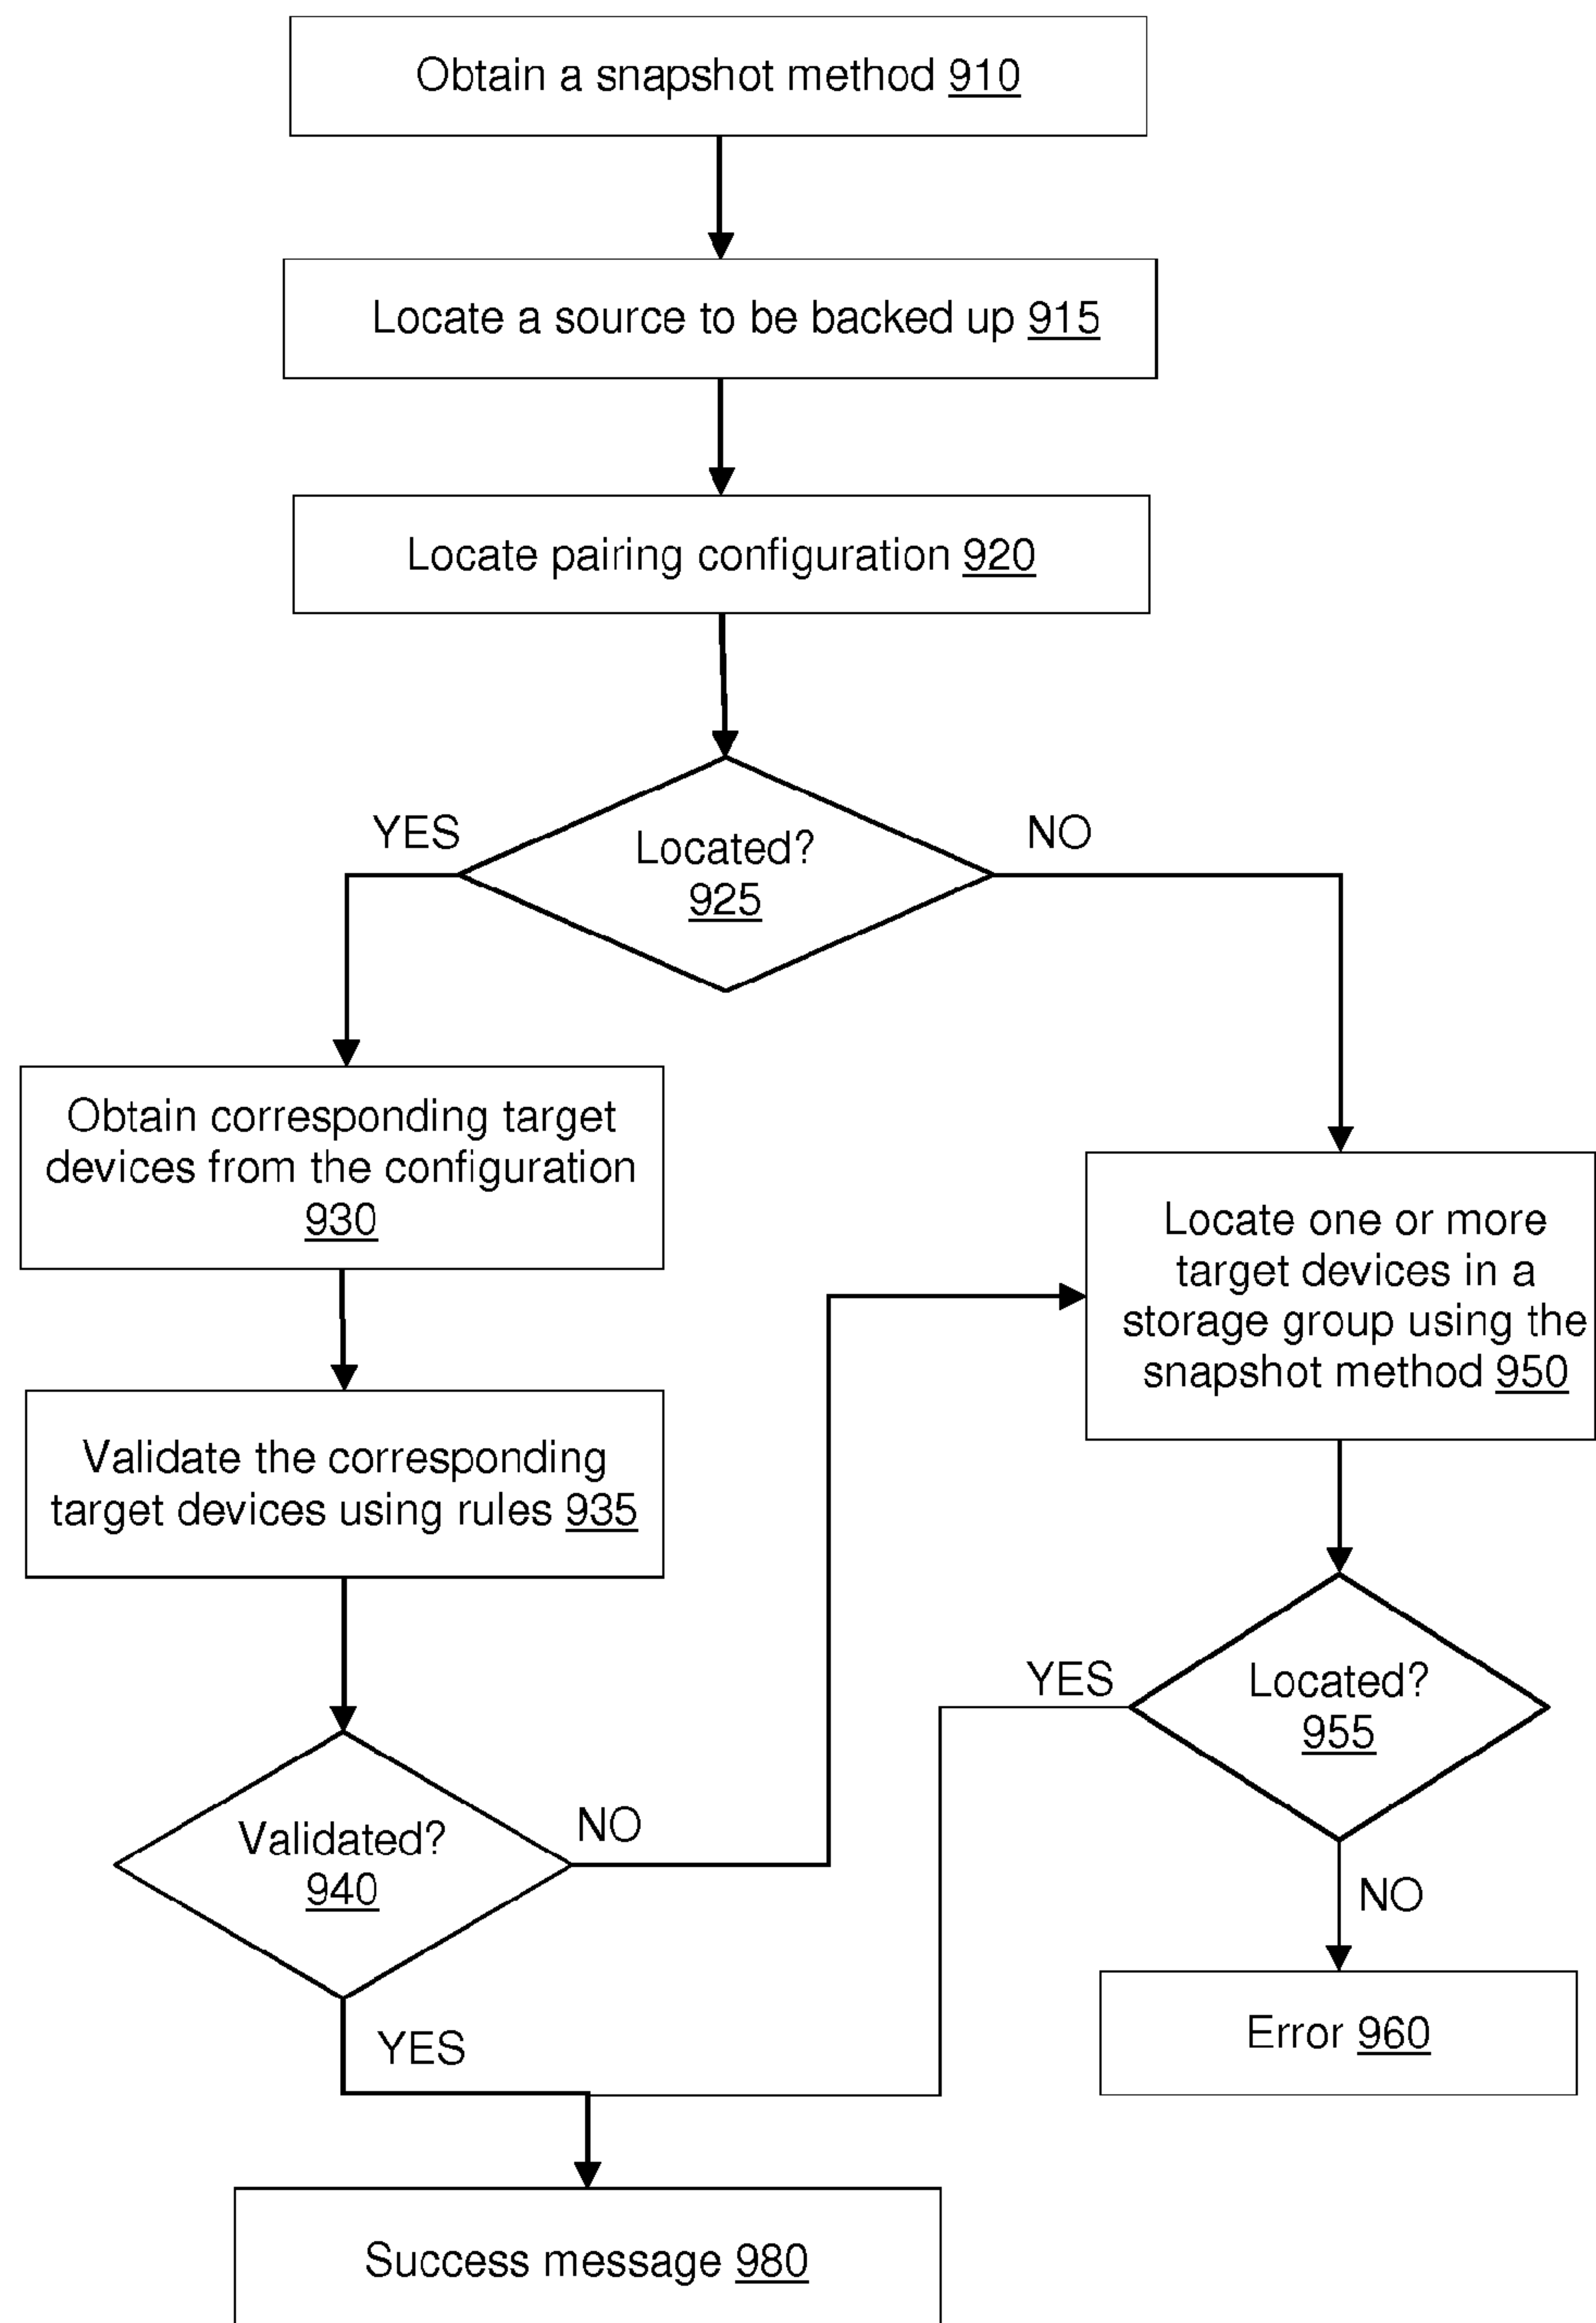 Obtain a snapshot method 910
Locate a source to be backed up 915
Locate pairing configuration 920
YES
Located?
925
NO
Obtain corresponding target
devices from the configuration
930
Locate one or more
target devices in a
storage group using the
snapshot method 950
Validate the corresponding
target devices using rules 935
YES
Located?
955
Validated?
940
NO
NO
YES
Error 960
Success message 980